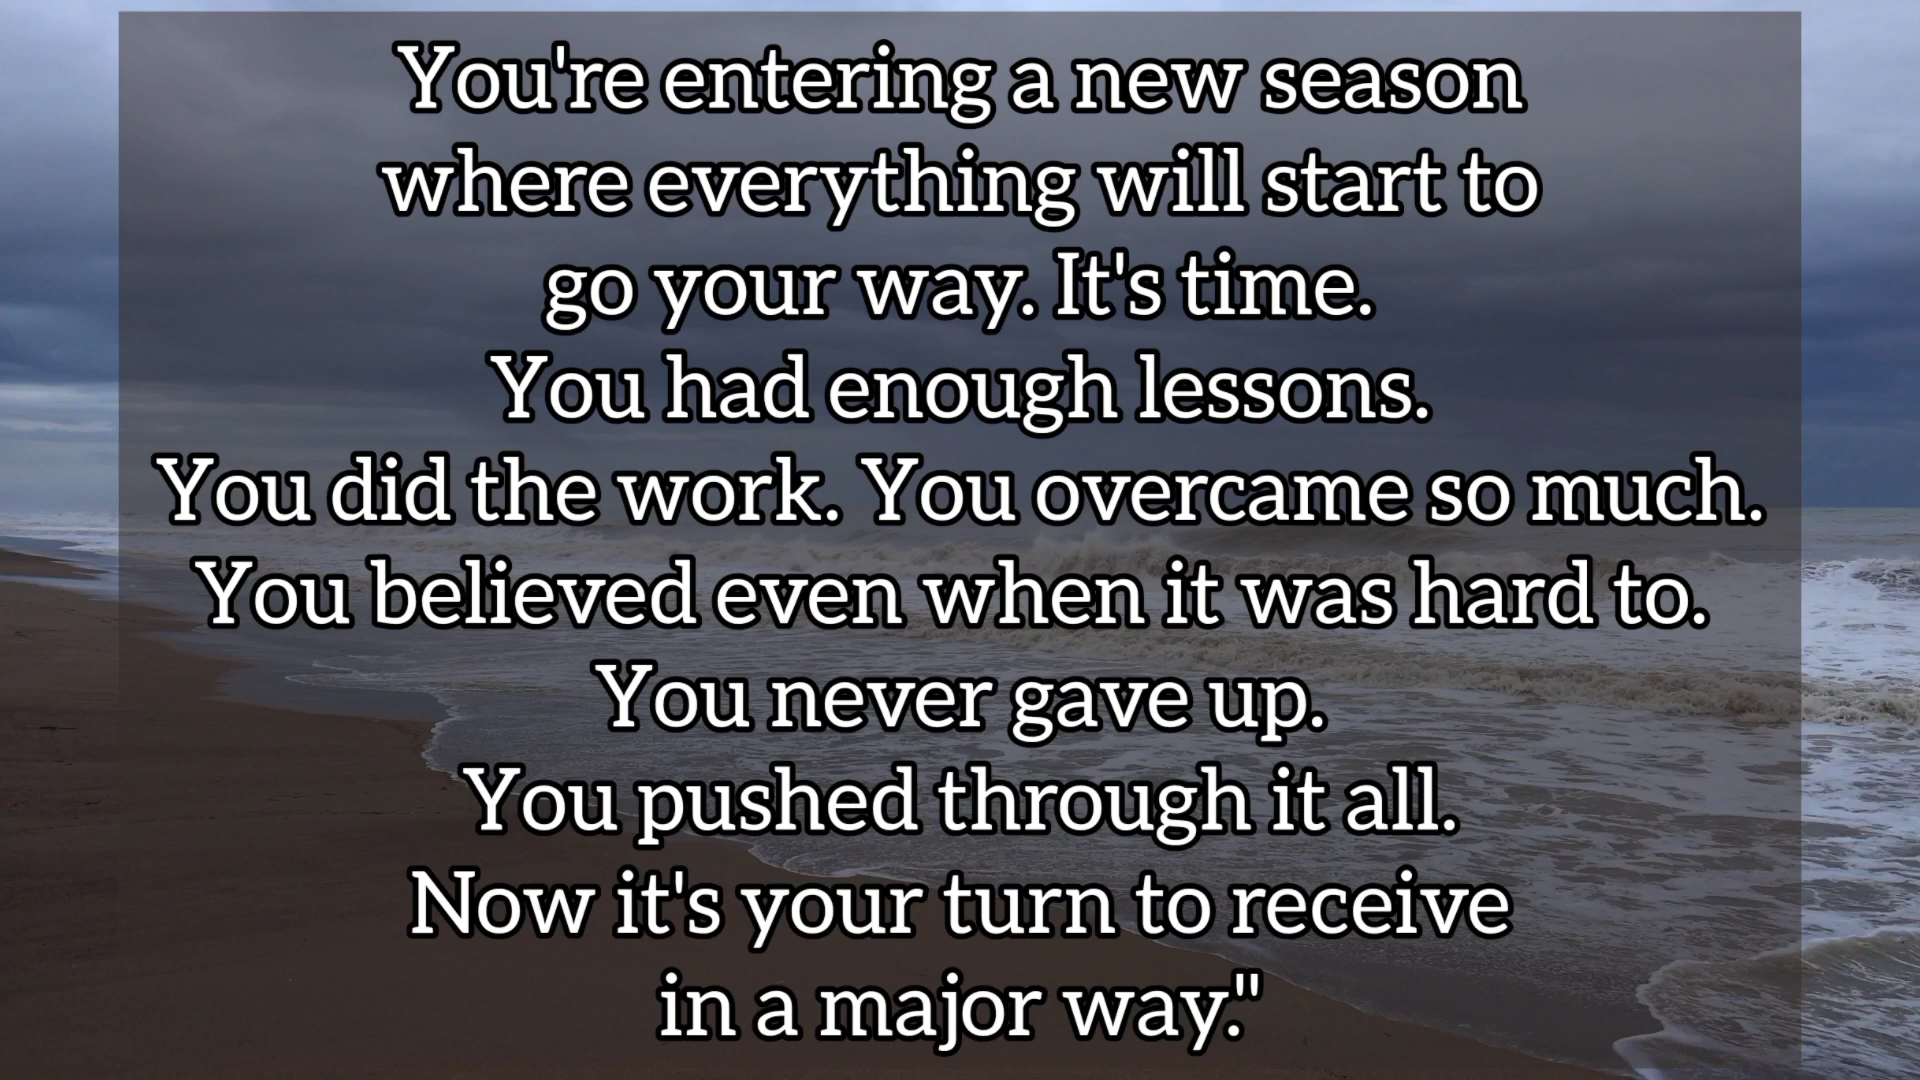 You're entering a new season
where everything will start to
go your way. It's time.
You had enough lessons.
You did the work. You overcame so much.
You believed even when it was hard to.
You never gave up.
You pushed through it all.
Now it's your turn to receive
in a major way."